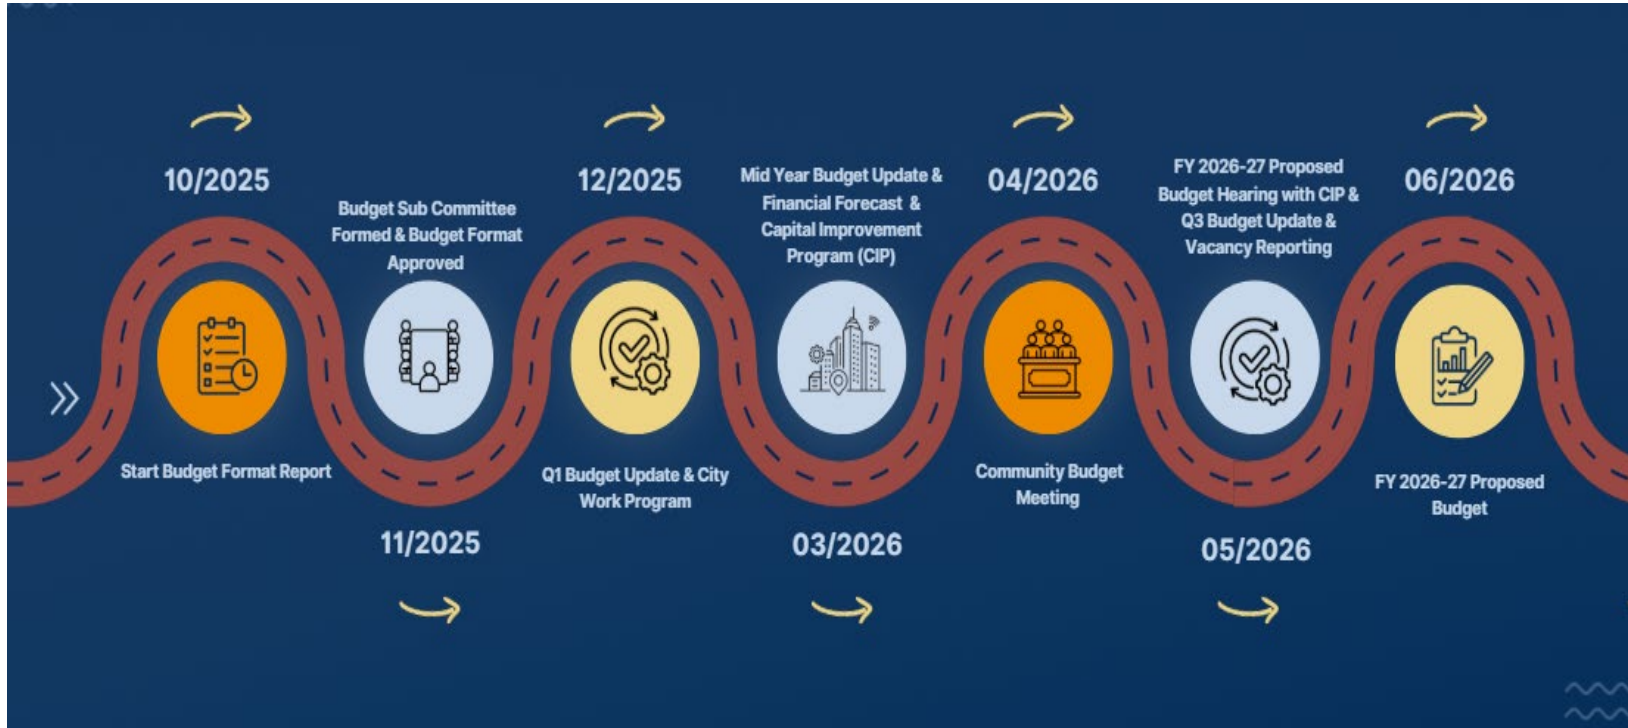 10/2025
Start Budget Format Report
Budget Sub Committee
Formed & Budget Format
Approved
11/2025
12/2025
Q1 Budget Update & City
Work Program
Mid Year Budget Update &
Financial Forecast &
Capital Improvement
Program (CIP)
03/2026
04/2026
Community Budget
Meeting
FY 2026-27 Proposed
Budget Hearing with CIP &
Q3 Budget Update &
Vacancy Reporting
05/2026
06/2026
FY 2026-27 Proposed
Budget